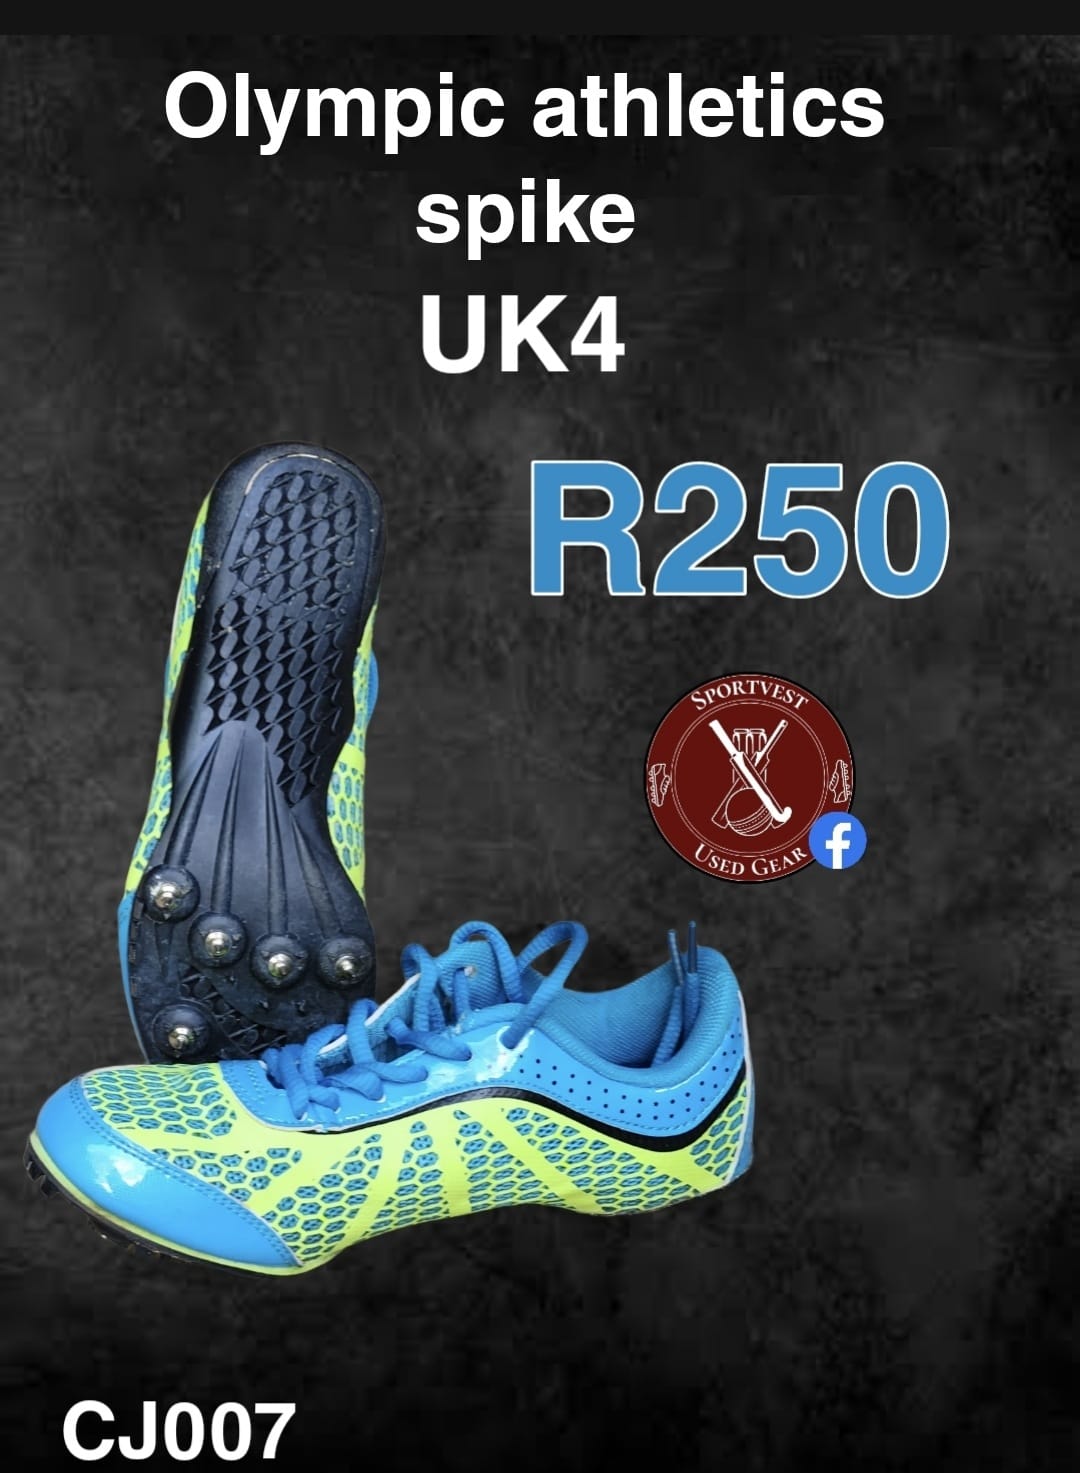 Olympic athletics
spike
UK4
R250
SPORTVEST
USED GEAR
f
CJ007